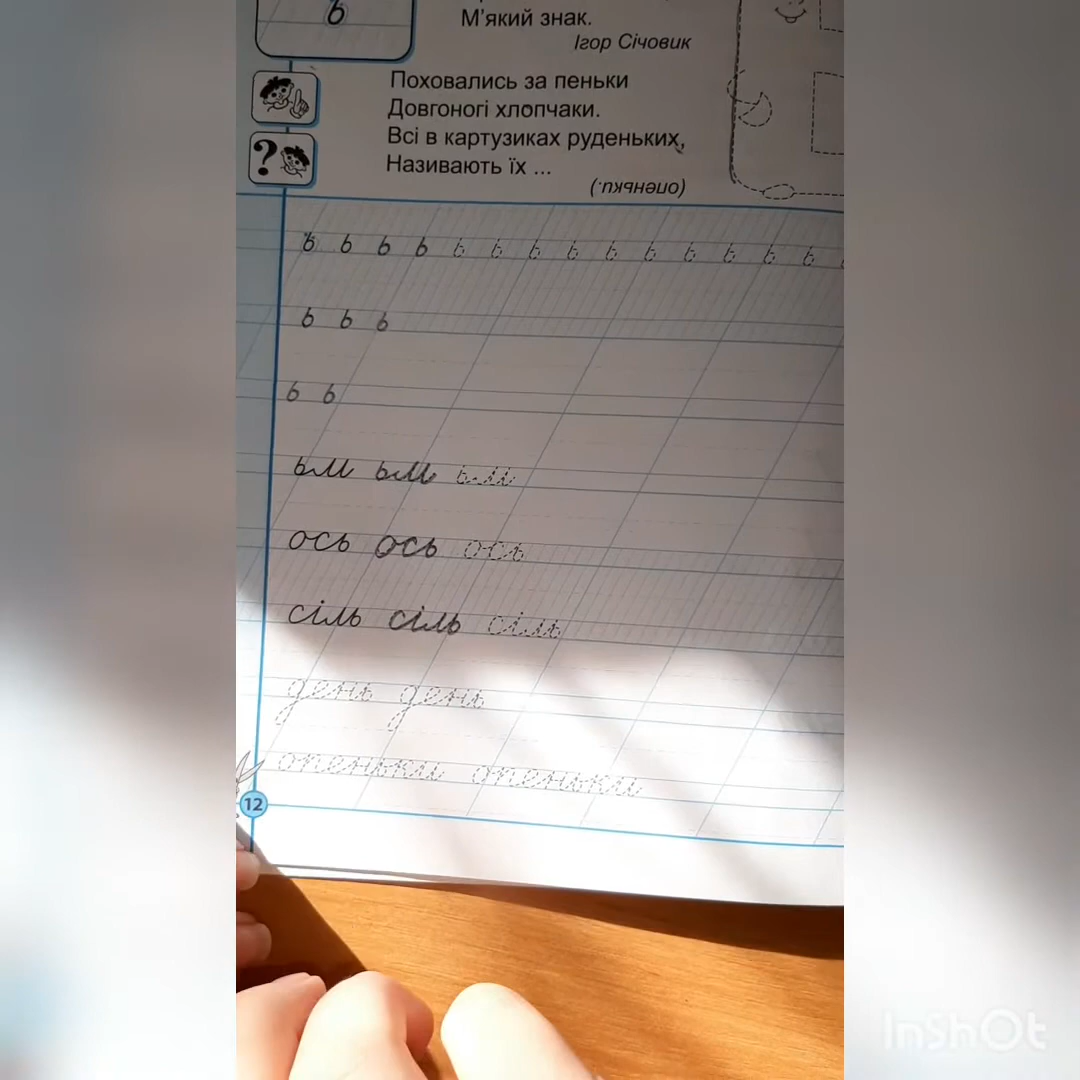 ь
М'який знак.
Ігор Січовик
Поховались за пеньки
Довгоногі хлопчаки.
Всі в картузиках руденьких,
Називають їх ...
(опеньки.)
?
ь ь ь ь ь ь ь ь ь ь ь ь ь ь
ь ь ь
ь ь
ьм ьм ьм
ось ось ось
сіль сіль сіль
день день
опеньки опеньки
12
InShOt